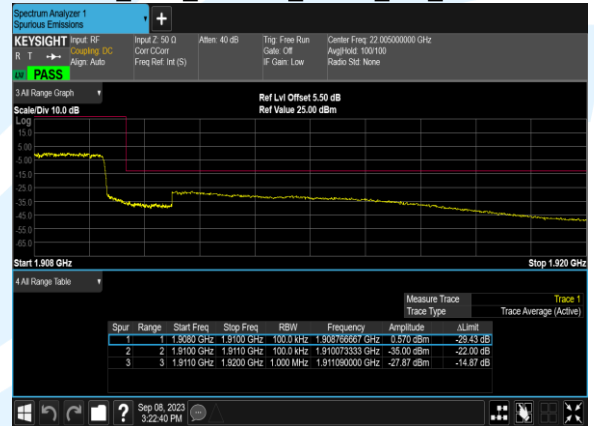 Spectrum Analyzer 1
Spurious Emissions
KEYSIGHT Input: RF Input Z: 50 Ω Atten: 40 dB Trig: Free Run Center Freq: 22.005000000 GHz
R T Coupling: DC Corr CCorr Gate: Off Avg|Hold: 100/100
Align: Auto Freq Ref: Int (S) IF Gain: Low Radio Std: None
PASS
3 All Range Graph
Ref Lvl Offset 5.50 dB
Scale/Div 10.0 dB Ref Value 25.00 dBm
Log
15.0
5.00
-5.00
-15.0
-25.0
-35.0
-45.0
-55.0
-65.0
Start 1.908 GHz Stop 1.920 GHz
4 All Range Table
Measure Trace Trace 1
Trace Type Trace Average (Active)
Spur Range Start Freq Stop Freq RBW Frequency Amplitude ΔLimit
1 1 1.9080 GHz 1.9100 GHz 100.0 kHz 1.908766667 GHz 0.570 dBm -29.43 dB
2 2 1.9100 GHz 1.9110 GHz 100.0 kHz 1.910073333 GHz -35.00 dBm -22.00 dB
3 3 1.9110 GHz 1.9200 GHz 1.000 MHz 1.911090000 GHz -27.87 dBm -14.87 dB
Sep 08, 2023
3:22:40 PM